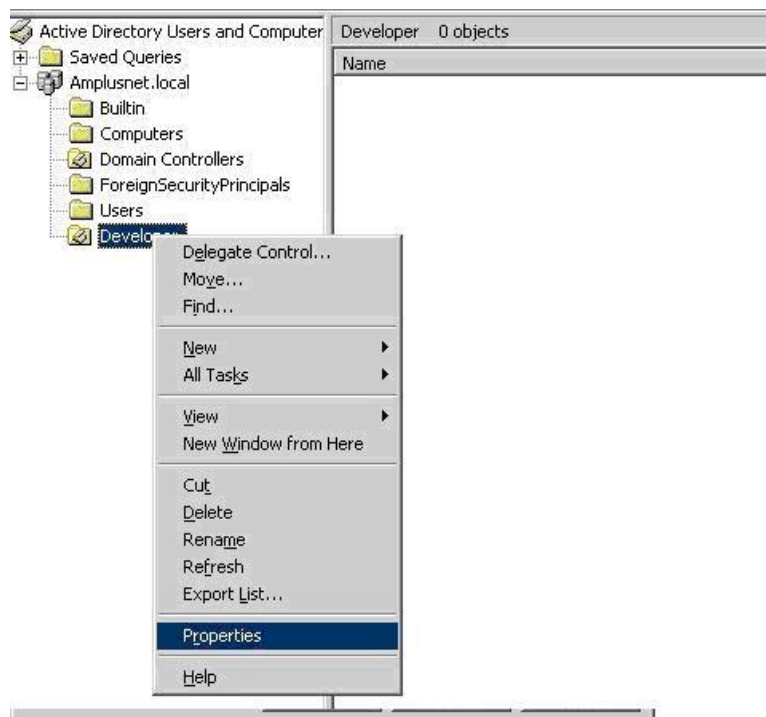 Active Directory Users and Computer
Saved Queries
Amplusnet.local
Builtin
Computers
Domain Controllers
ForeignSecurityPrincipals
Users
Developer 0 objects
Name
Delegate Control...
Move...
Find...
New
All Tasks
View
New Window from Here
Cut
Delete
Rename
Refresh
Export List...
Properties
Help